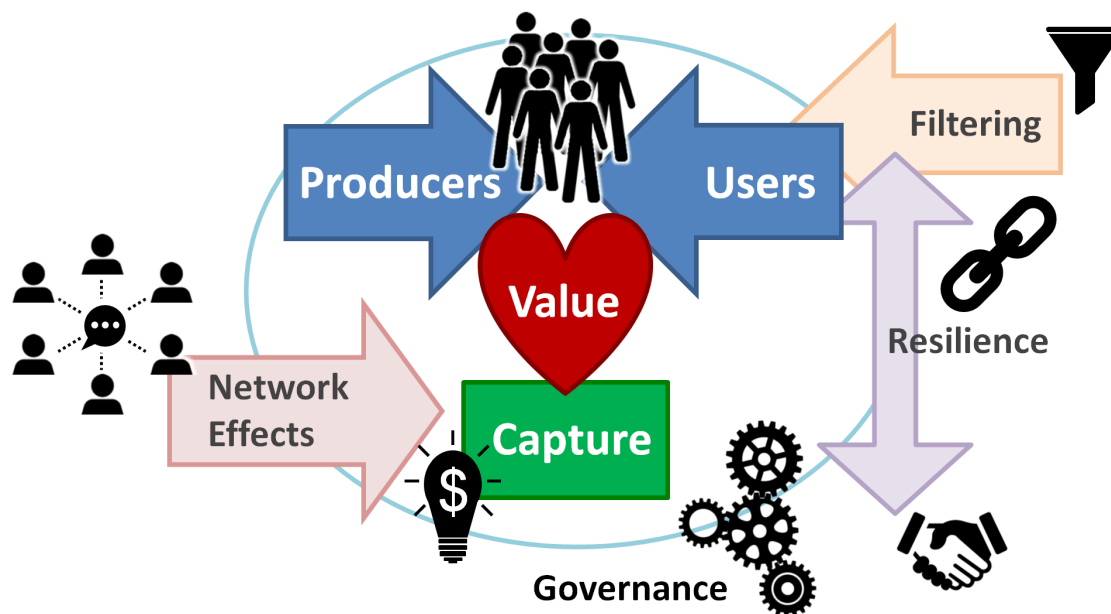 Filtering
Producers
Users
Value
Resilience
Network
Effects
Capture
$
Governance